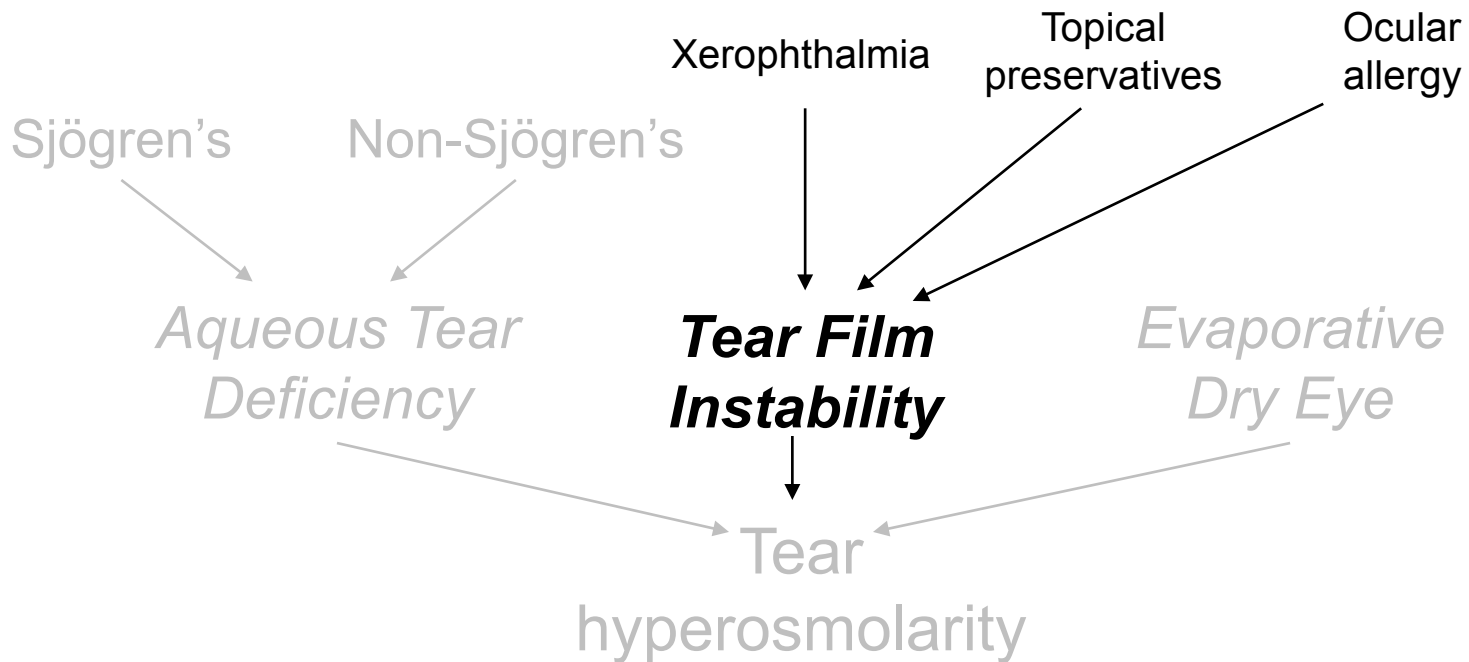 Xerophthalmia
Topical
preservatives
Ocular
allergy
Sjögren’s
Non-Sjögren’s
Aqueous Tear
Deficiency
Tear Film
Instability
Evaporative
Dry Eye
Tear
hyperosmolarity